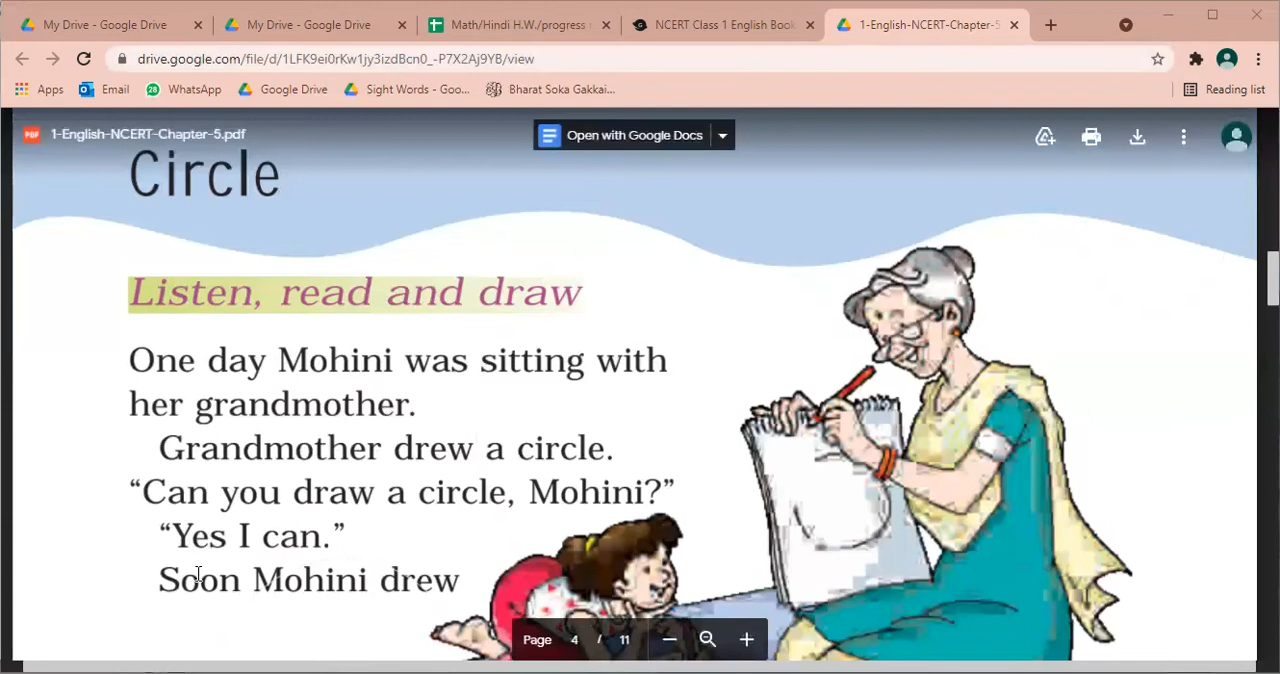 My Drive - Google Drive
My Drive - Google Drive
Math/Hindi H.W./progress
NCERT Class 1 English Book
1-English-NCERT-Chapter-5
drive.google.com/file/d/1LFK9ei0rKw1jy3izdBcn0_-P7X2Aj9YB/view
Apps
Email
28
WhatsApp
Google Drive
Sight Words - Goo...
Bharat Soka Gakkai...
Reading list
PDF
1-English-NCERT-Chapter-5.pdf
Open with Google Docs
Circle
Listen, read and draw
One day Mohini was sitting with
her grandmother.
Grandmother drew a circle.
“Can you draw a circle, Mohini?”
“Yes I can.”
Soon Mohini drew
Page 4 / 11